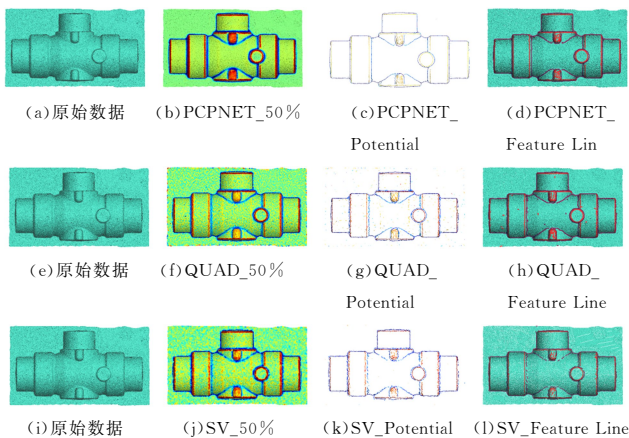 (a)原始数据 (b)PCPNET_50% (c)PCPNET_ (d)PCPNET_
Potential Feature Lin
(e)原始数据 (f)QUAD_50% (g)QUAD_ (h)QUAD_
Potential Feature Line
(i)原始数据 (j)SV_50% (k)SV_Potential (l)SV_Feature Line